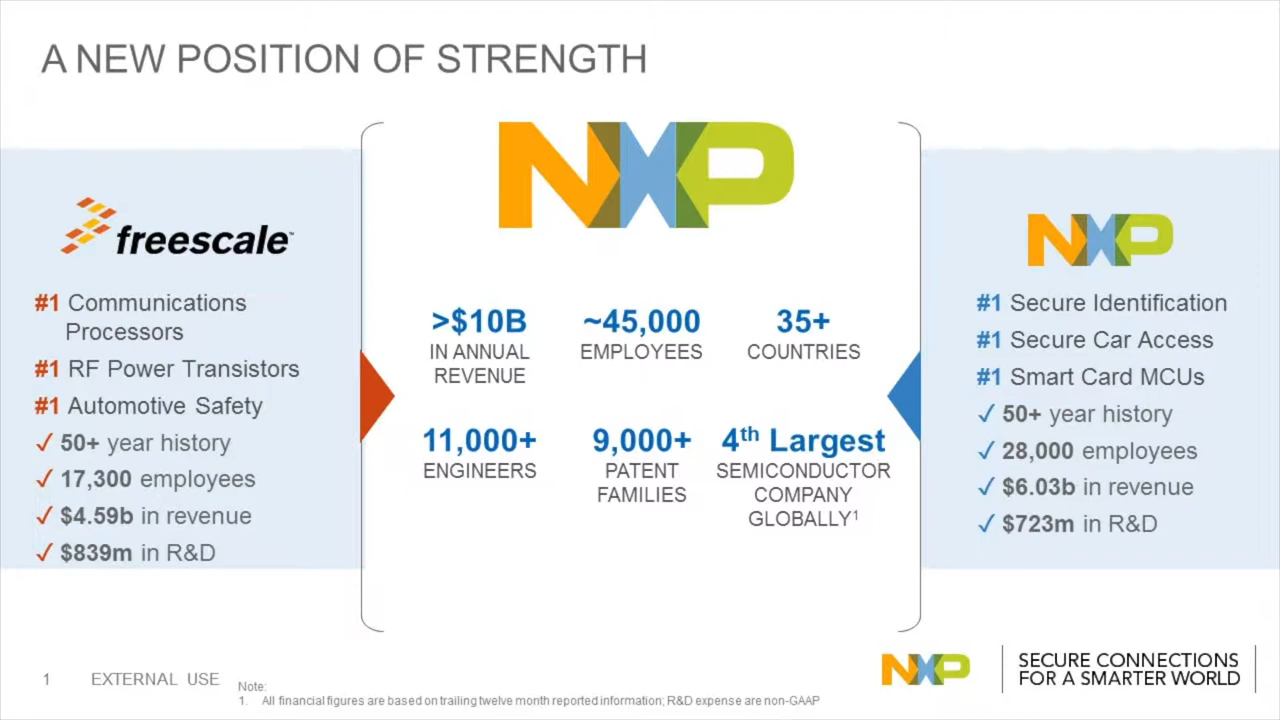 A NEW POSITION OF STRENGTH
freescale™
#1 Communications
Processors
#1 RF Power Transistors
#1 Automotive Safety
✓ 50+ year history
✓ 17,300 employees
✓ $4.59b in revenue
✓ $839m in R&D
NXP
>$10B
IN ANNUAL
REVENUE
~45,000
EMPLOYEES
35+
COUNTRIES
11,000+
ENGINEERS
9,000+
PATENT
FAMILIES
4th Largest
SEMICONDUCTOR
COMPANY
GLOBALLY¹
NXP
#1 Secure Identification
#1 Secure Car Access
#1 Smart Card MCUs
✓ 50+ year history
✓ 28,000 employees
✓ $6.03b in revenue
✓ $723m in R&D
1 EXTERNAL USE
Note:
1. All financial figures are based on trailing twelve month reported information; R&D expense are non-GAAP
NXP
SECURE CONNECTIONS
FOR A SMARTER WORLD